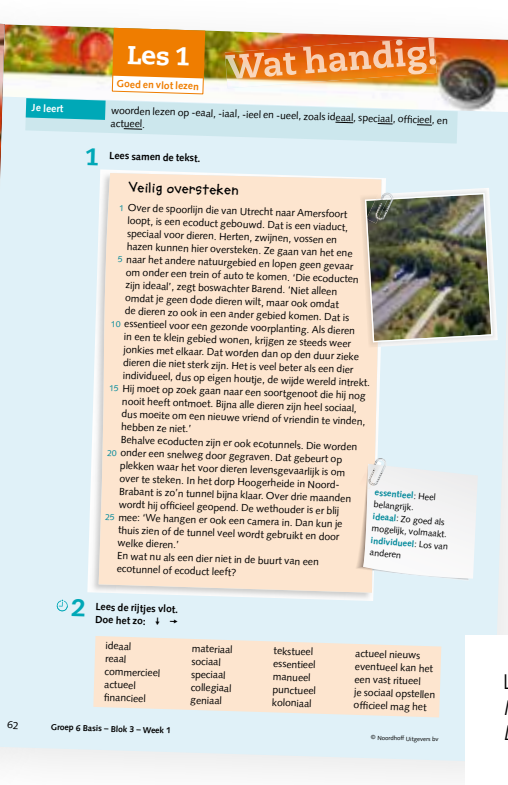 Les 1
Wat handig!
Goed en vlot lezen
Je leert
woorden lezen op -eaal, -iaal, -ieel en -ueel, zoals ideaal, speciaal, officieel, en
actueel.
1 Lees samen de tekst.
Veilig oversteken
1 Over de spoorlijn die van Utrecht naar Amersfoort
loopt, is een ecoduct gebouwd. Dat is een viaduct,
speciaal voor dieren. Herten, zwijnen, vossen en
hazen kunnen hier oversteken. Ze gaan van het ene
5 naar het andere natuurgebied en lopen geen gevaar
om onder een trein of auto te komen. 'Die ecoducten
zijn ideaal', zegt boswachter Barend. 'Niet alleen
omdat je geen dode dieren wilt, maar ook omdat
de dieren zo ook in een ander gebied komen. Dat is
10 essentieel voor een gezonde voorplanting. Als dieren
in een te klein gebied wonen, krijgen ze steeds weer
jonkies met elkaar. Dat worden dan op den duur zieke
dieren die niet sterk zijn. Het is veel beter als een dier
individueel, dus op eigen houtje, de wijde wereld intrekt.
15 Hij moet op zoek gaan naar een soortgenoot die hij nog
nooit heeft ontmoet. Bijna alle dieren zijn heel sociaal,
dus moeite om een nieuwe vriend of vriendin te vinden,
hebben ze niet.'
Behalve ecoducten zijn er ook ecotunnels. Die worden
20 onder een snelweg door gegraven. Dat gebeurt op
plekken waar het voor dieren levensgevaarlijk is om
over te steken. In het dorp Hoogerheide in Noord-
Brabant is zo'n tunnel bijna klaar. Over drie maanden
wordt hij officieel geopend. De wethouder is er blij
25 mee: 'We hangen er ook een camera in. Dan kun je
thuis zien of de tunnel veel wordt gebruikt en door
welke dieren.'
En wat nu als een dier niet in de buurt van een
ecotunnel of ecoduct leeft?
essentieel: Heel
belangrijk.
ideaal: Zo goed als
mogelijk, volmaakt.
individueel: Los van
anderen
2 Lees de rijtjes vlot.
Doe het zo: ↓ →
ideaal materiaal tekstueel actueel nieuws
reaal sociaal essentieel eventueel kan het
commercieel speciaal manueel een vast ritueel
actueel collegiaal punctueel je sociaal opstellen
financieel geniaal koloniaal officieel mag het
62 Groep 6 Basis – Blok 3 – Week 1
© Noordhoff Uitgevers bv